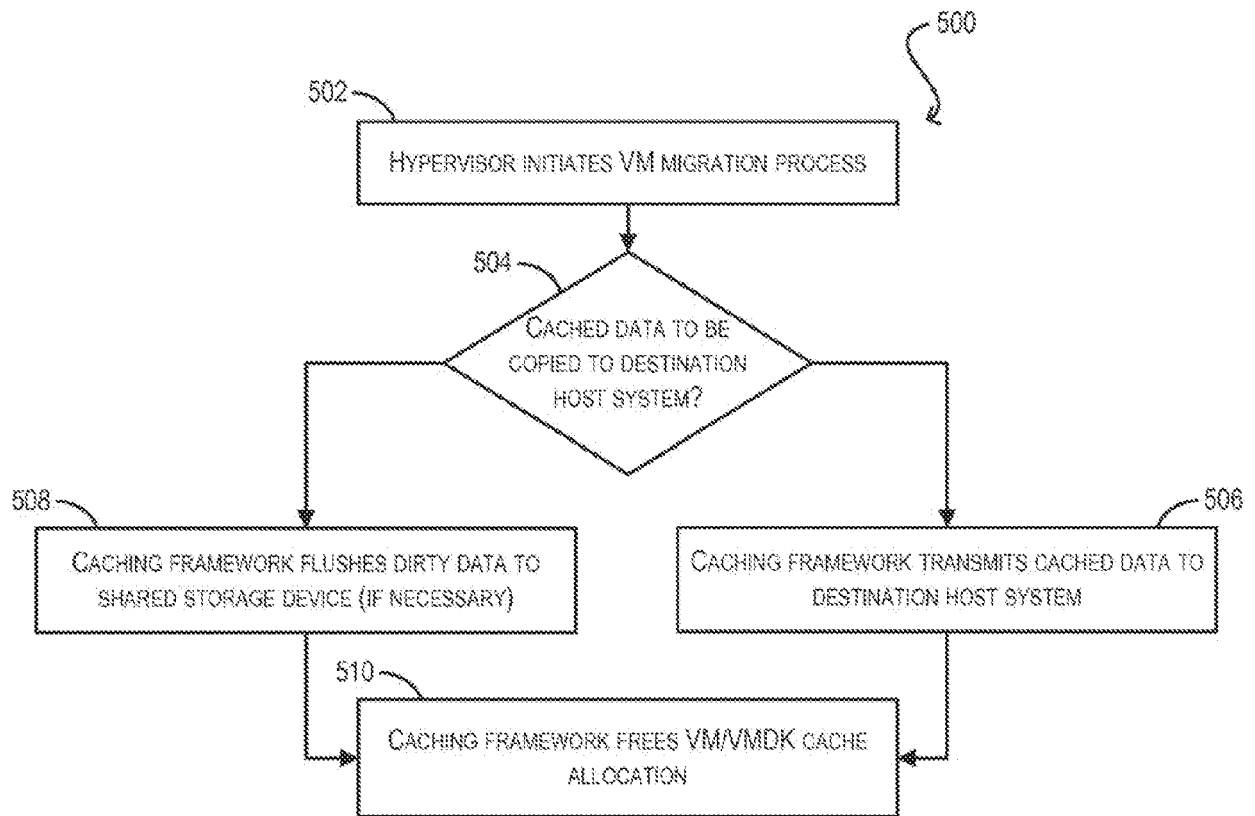 500
502
HYPERVISOR INITIATES VM MIGRATION PROCESS
504
CACHED DATA TO BE
COPIED TO DESTINATION
HOST SYSTEM?
508
CACHING FRAMEWORK FLUSHES DIRTY DATA TO
SHARED STORAGE DEVICE (IF NECESSARY)
506
CACHING FRAMEWORK TRANSMITS CACHED DATA TO
DESTINATION HOST SYSTEM
510
CACHING FRAMEWORK FREES VM/VMDK CACHE
ALLOCATION